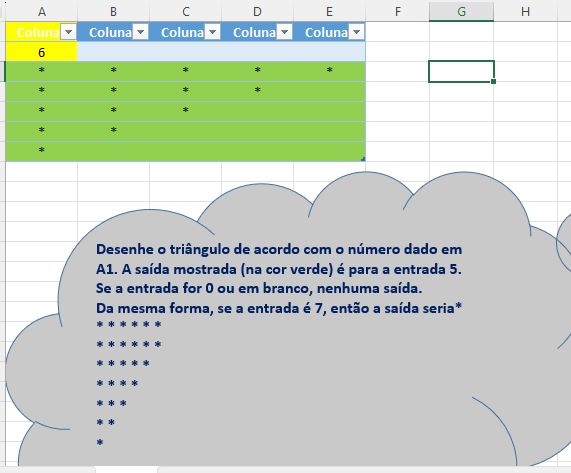 A B C D E F G H
Coluna Coluna Coluna Coluna Coluna
6
* * * * *
* * * *
* * *
* *
*
Desenhe o triângulo de acordo com o número dado em
A1. A saída mostrada (na cor verde) é para a entrada 5.
Se a entrada for 0 ou em branco, nenhuma saída.
Da mesma forma, se a entrada é 7, então a saída seria*
* * * * * *
* * * * * *
* * * * *
* * * *
* * *
* *
*